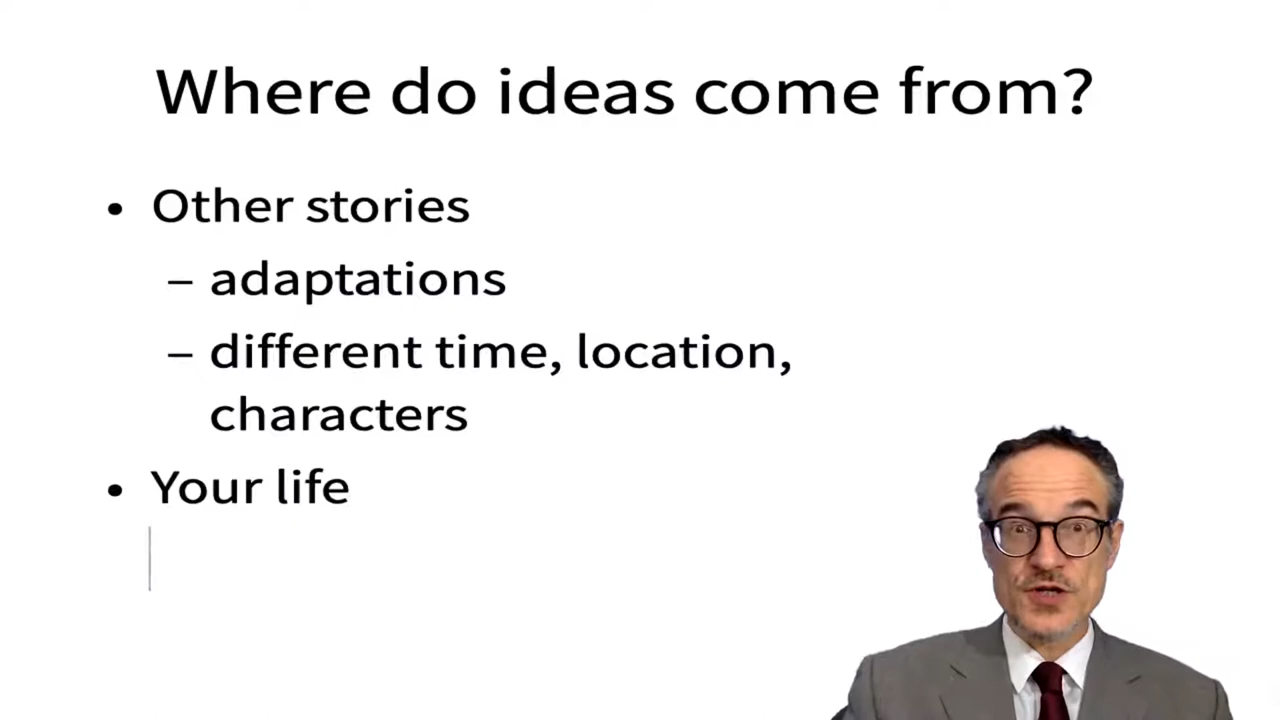 Where do ideas come from?
• Other stories
– adaptations
– different time, location,
characters
• Your life